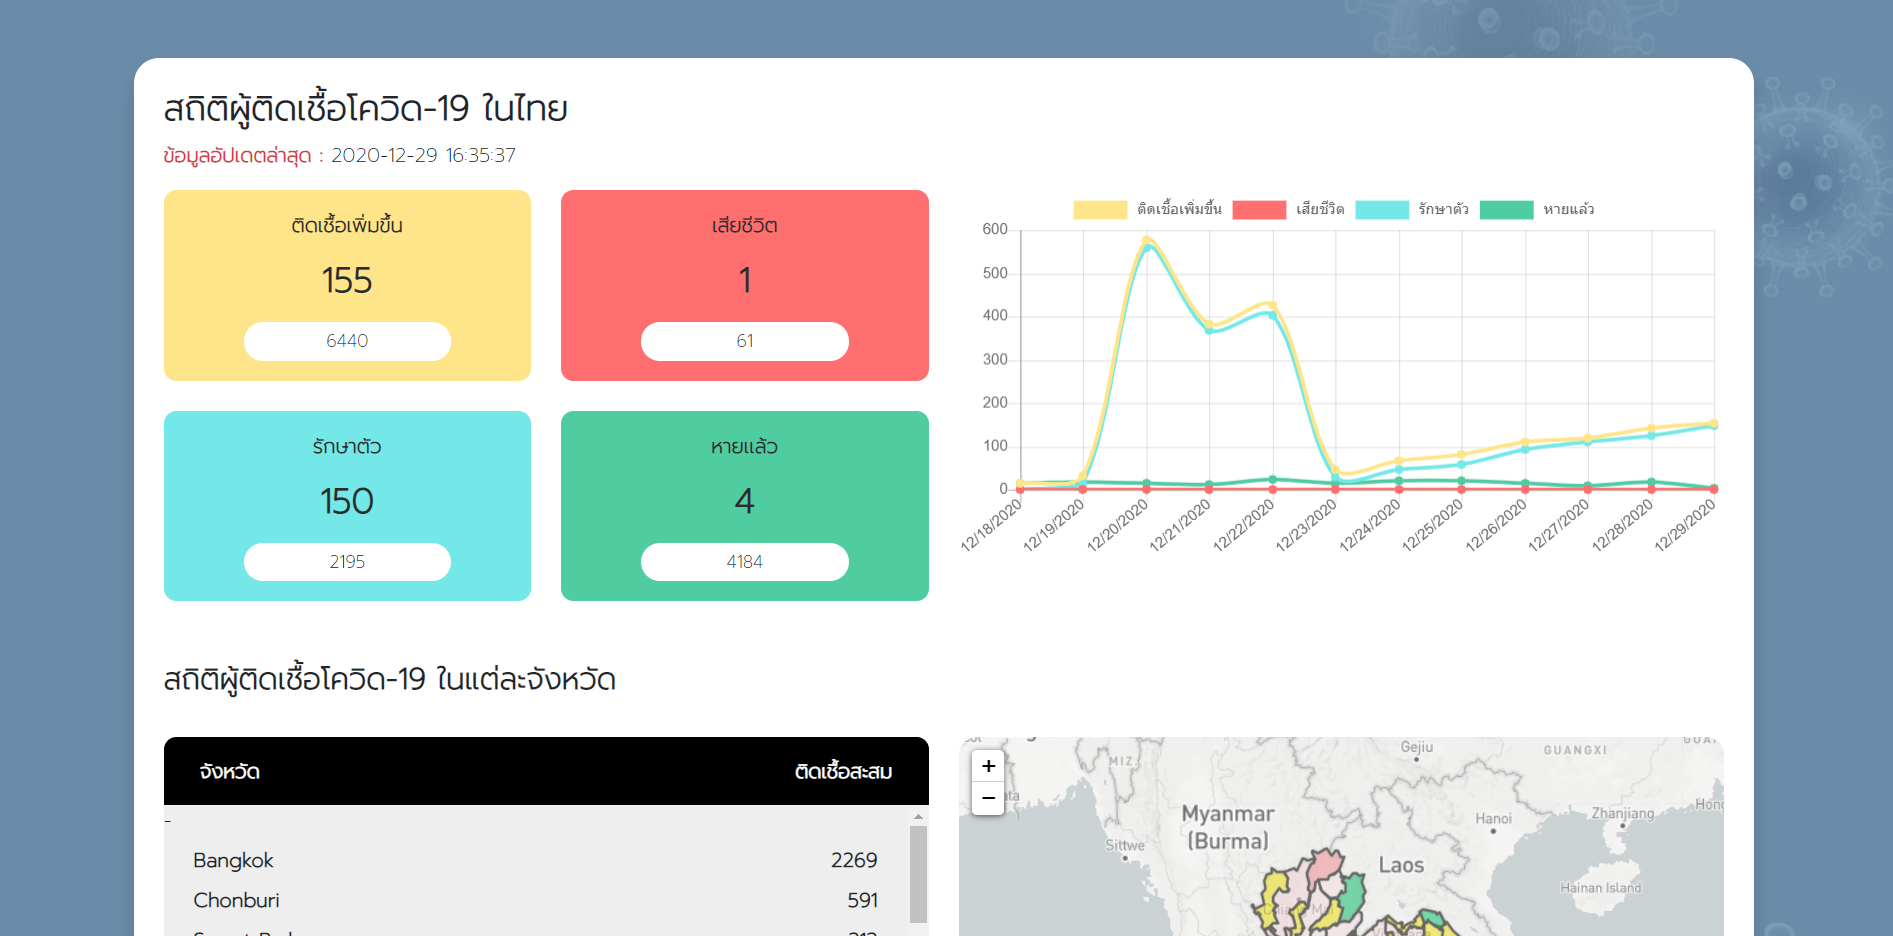 สถิติผู้ติดเชื้อโควิด-19 ในไทย
ข้อมูลอัปเดตล่าสุด : 2020-12-29 16:35:37
ติดเชื้อเพิ่มขึ้น
155
6440
เสียชีวิต
1
61
รักษาตัว
150
2195
หายแล้ว
4
4184
ติดเชื้อเพิ่มขึ้น เสียชีวิต รักษาตัว หายแล้ว
600
500
400
300
200
100
0
12/18/2020 12/19/2020 12/20/2020 12/21/2020 12/22/2020 12/23/2020 12/24/2020 12/25/2020 12/26/2020 12/27/2020 12/28/2020 12/29/2020
สถิติผู้ติดเชื้อโควิด-19 ในแต่ละจังหวัด
จังหวัด ติดเชื้อสะสม
-
Bangkok 2269
Chonburi 591
+
−
MIZ.
Gejiu
GUANGXI
Myanmar
(Burma)
Hanoi
Zhanjiang
Sittwe
Laos
Hainan Island